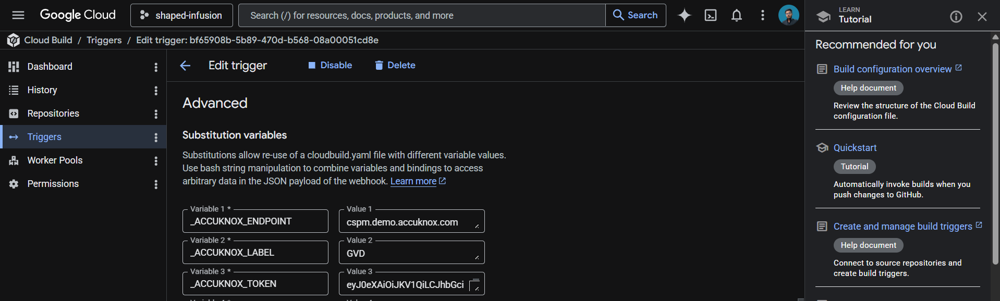 Google Cloud
shaped-infusion
Search (/) for resources, docs, products, and more
Search
LEARN
Tutorial
Cloud Build / Triggers / Edit trigger: bf65908b-5b89-470d-b568-08a00051cd8e
Dashboard
History
Repositories
Triggers
Worker Pools
Permissions
Edit trigger
Disable
Delete
Advanced
Substitution variables
Substitutions allow re-use of a cloudbuild.yaml file with different variable values.
Use bash string manipulation to combine variables and bindings to access
arbitrary data in the JSON payload of the webhook. Learn more
Variable 1 *
_ACCUKNOX_ENDPOINT
Value 1
cspm.demo.accuknox.com
Variable 2 *
_ACCUKNOX_LABEL
Value 2
GVD
Variable 3 *
_ACCUKNOX_TOKEN
Value 3
eyJ0eXAiOiJKV1QiLCJhbGci
Recommended for you
Build configuration overview
Help document
Review the structure of the Cloud Build
configuration file.
Quickstart
Tutorial
Automatically invoke builds when you
push changes to GitHub.
Create and manage build triggers
Help document
Connect to source repositories and
create build triggers.